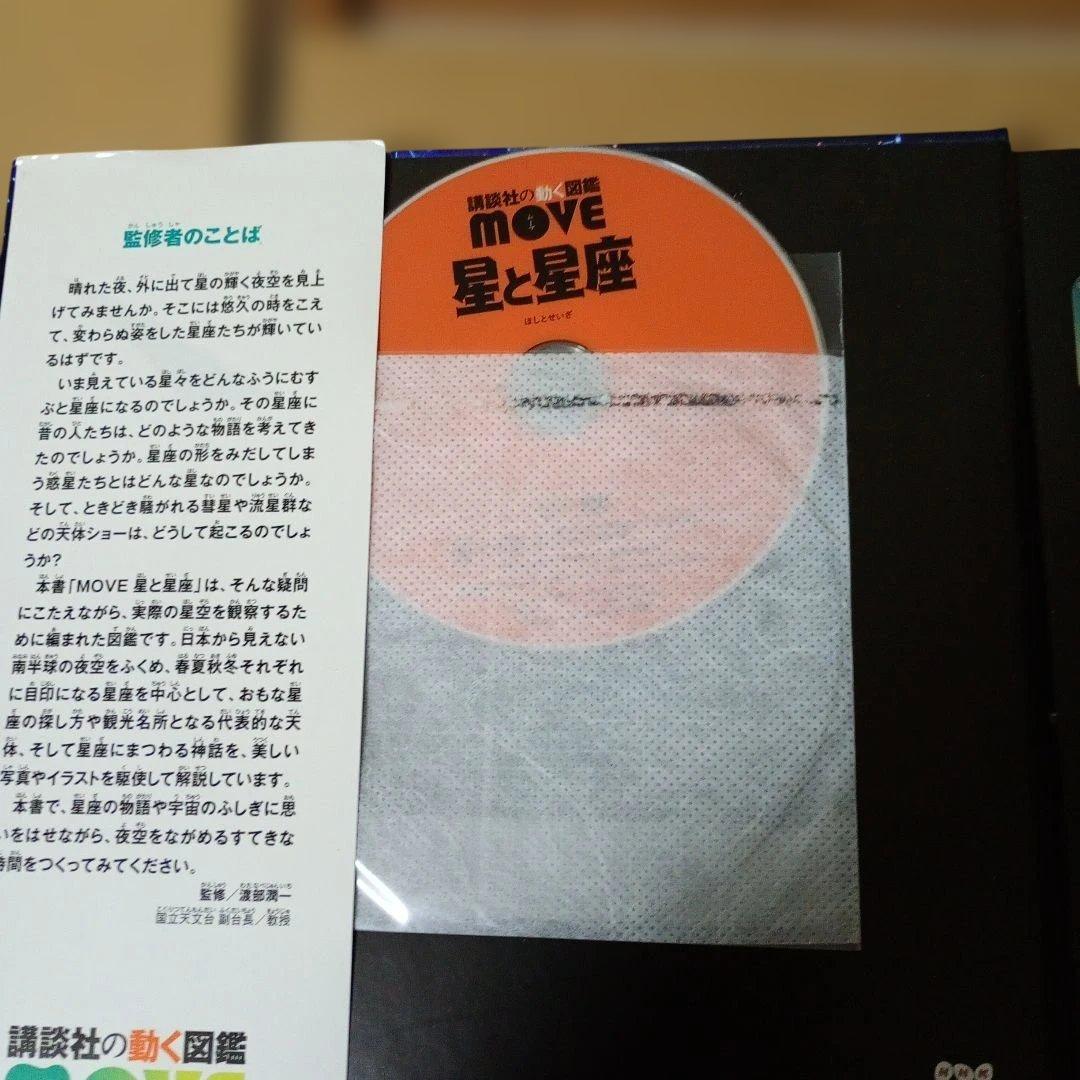 監修者のことば
晴れた夜、外に出て星の輝く夜空を見上
げてみませんか。そこには悠久の時をこえ
て、変わらぬ姿をした星座たちが輝いてい
るはずです。
いま見えている星々をどんなふうにむす
ぶと星座になるのでしょうか。その星座に
昔の人たちは、どのような物語を考えてき
たのでしょうか。星座の形をみだしてしま
う惑星たちとはどんな星なのでしょうか。
そして、ときどき騒がれる彗星や流星群な
どの天体ショーは、どうして起こるのでしょ
うか?
本書「MOVE 星と星座」は、そんな疑問
にこたえながら、実際の星空を観察するた
めに編まれた図鑑です。日本から見えない
南半球の夜空をふくめ、春夏秋冬それぞれ
に目印になる星座を中心として、おもな星
座の探し方や観光名所となる代表的な天
体、そして星座にまつわる神話を、美しい
写真やイラストを駆使して解説しています。
本書で、星座の物語や宇宙のふしぎに思
いをはせながら、夜空をながめるすてきな
時間をつくってみてください。
監修/渡部潤一
国立天文台 副台長/教授
講談社の動く図鑑
MOVE
講談社の動く図鑑
MOVE
ムーブ
星と星座
ほしとせいざ
NHK